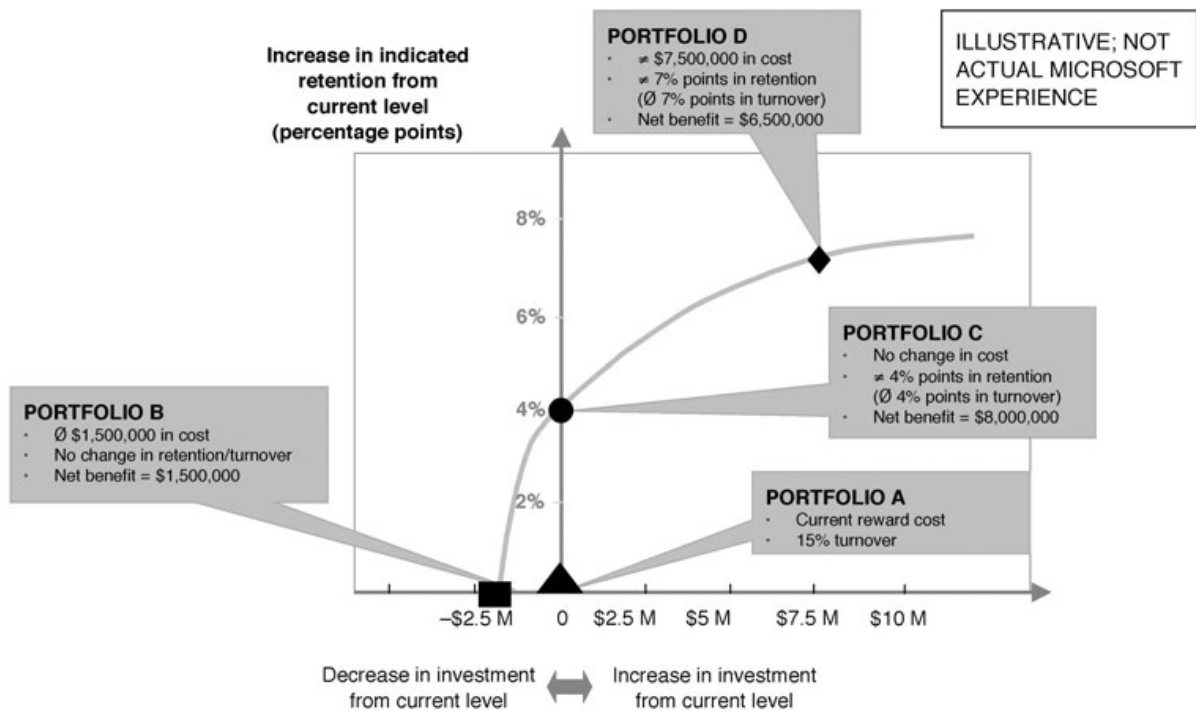 Increase in indicated
retention from
current level
(percentage points)
PORTFOLIO D
· ≠ $7,500,000 in cost
· ≠ 7% points in retention
(Ø 7% points in turnover)
· Net benefit = $6,500,000
ILLUSTRATIVE; NOT
ACTUAL MICROSOFT
EXPERIENCE
8%
6%
4%
2%
PORTFOLIO C
· No change in cost
· ≠ 4% points in retention
(Ø 4% points in turnover)
· Net benefit = $8,000,000
PORTFOLIO B
· Ø $1,500,000 in cost
· No change in retention/turnover
· Net benefit = $1,500,000
PORTFOLIO A
· Current reward cost
· 15% turnover
–$2.5 M 0 $2.5 M $5 M $7.5 M $10 M
Decrease in investment
from current level
Increase in investment
from current level